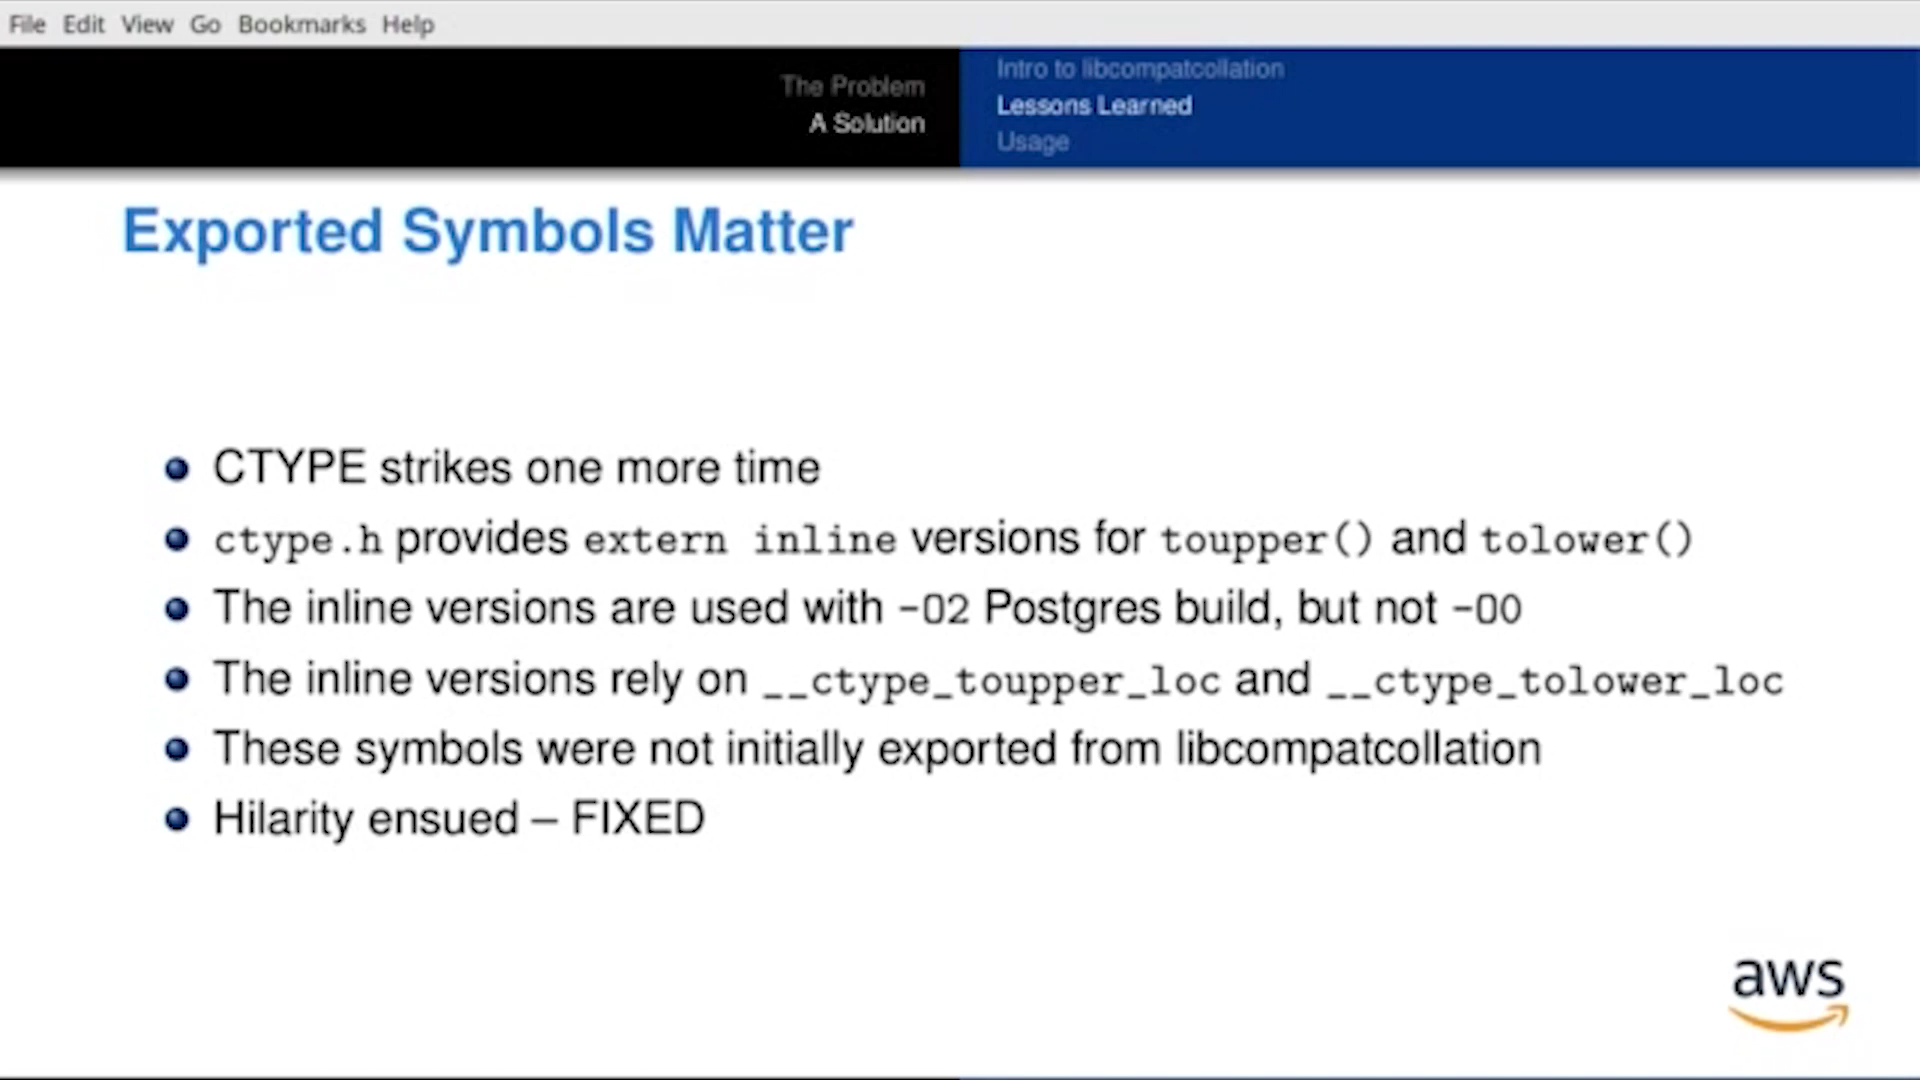 File Edit View Go Bookmarks Help
The Problem
A Solution
Intro to libcompatcollation
Lessons Learned
Usage
Exported Symbols Matter
CTYPE strikes one more time
ctype.h provides extern inline versions for toupper() and tolower()
The inline versions are used with -O2 Postgres build, but not -O0
The inline versions rely on __ctype_toupper_loc and __ctype_tolower_loc
These symbols were not initially exported from libcompatcollation
Hilarity ensued – FIXED
aws